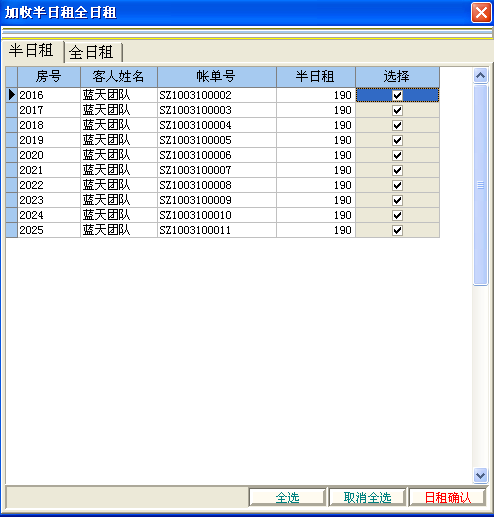 加收半日租全日租
半日租 全日租
房号 客人姓名 帐单号 半日租 选择
2016 蓝天团队 SZ1003100002 190
2017 蓝天团队 SZ1003100003 190
2018 蓝天团队 SZ1003100004 190
2019 蓝天团队 SZ1003100005 190
2020 蓝天团队 SZ1003100006 190
2021 蓝天团队 SZ1003100007 190
2022 蓝天团队 SZ1003100008 190
2023 蓝天团队 SZ1003100009 190
2024 蓝天团队 SZ1003100010 190
2025 蓝天团队 SZ1003100011 190
全选 取消全选 日租确认